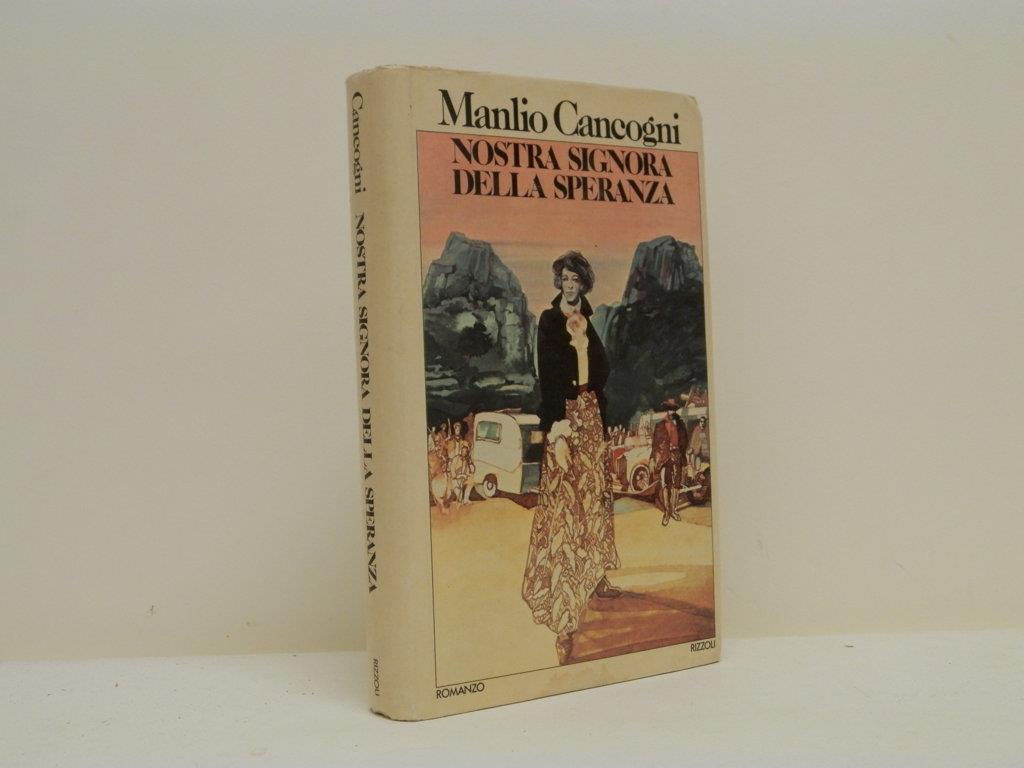 Manlio Cancogni
NOSTRA SIGNORA
DELLA SPERANZA
ROMANZO
RIZZOLI
Cancogni NOSTRA SIGNORA DELLA SPERANZA RIZZOLI